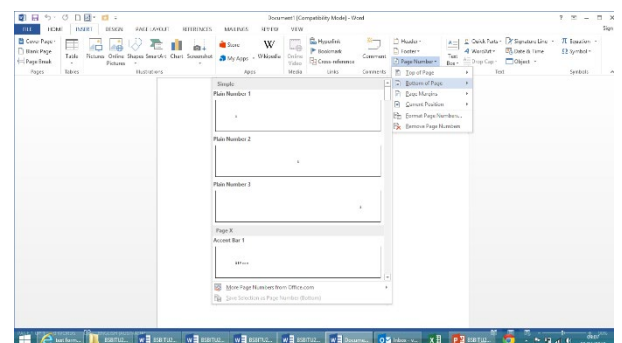 Document1 [Compatibility Mode] - Word
FILE HOME INSERT DESIGN PAGE LAYOUT REFERENCES MAILINGS REVIEW VIEW Sign
Cover Page
Blank Page
Page Break
Table
Pictures Online Pictures Shapes SmartArt Chart Screenshot
Store
My Apps
Wikipedia
Online Video
Hyperlink
Bookmark
Cross-reference
Comment
Header
Footer
Page Number
Text Box
Quick Parts
WordArt
Drop Cap
Signature Line
Date & Time
Object
Equation
Symbol
Pages Tables Illustrations Apps Media Links Comments Text Symbols
Top of Page
Bottom of Page
Page Margins
Current Position
Format Page Numbers...
Remove Page Numbers
Simple
Plain Number 1
Plain Number 2
Plain Number 3
Page X
Accent Bar 1
More Page Numbers from Office.com
Save Selection as Page Number (Bottom)